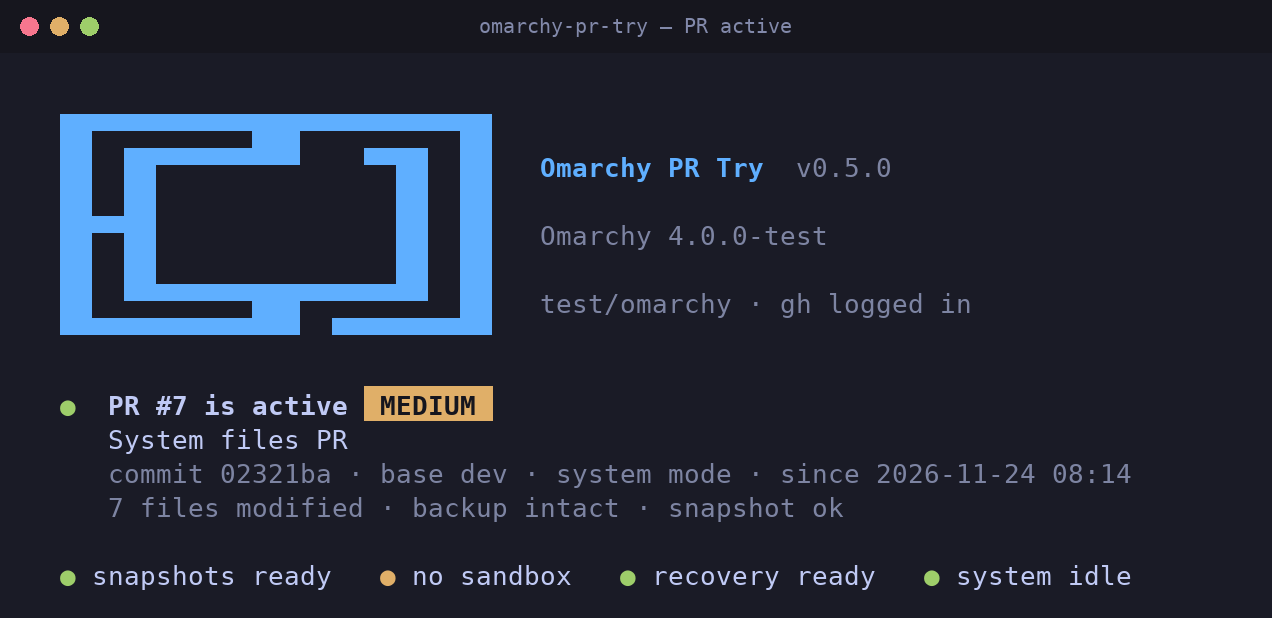 omarchy-pr-try — PR active
Omarchy PR Try v0.5.0
Omarchy 4.0.0-test
test/omarchy · gh logged in
● PR #7 is active MEDIUM
System files PR
commit 02321ba · base dev · system mode · since 2026-11-24 08:14
7 files modified · backup intact · snapshot ok
● snapshots ready ● no sandbox ● recovery ready ● system idle